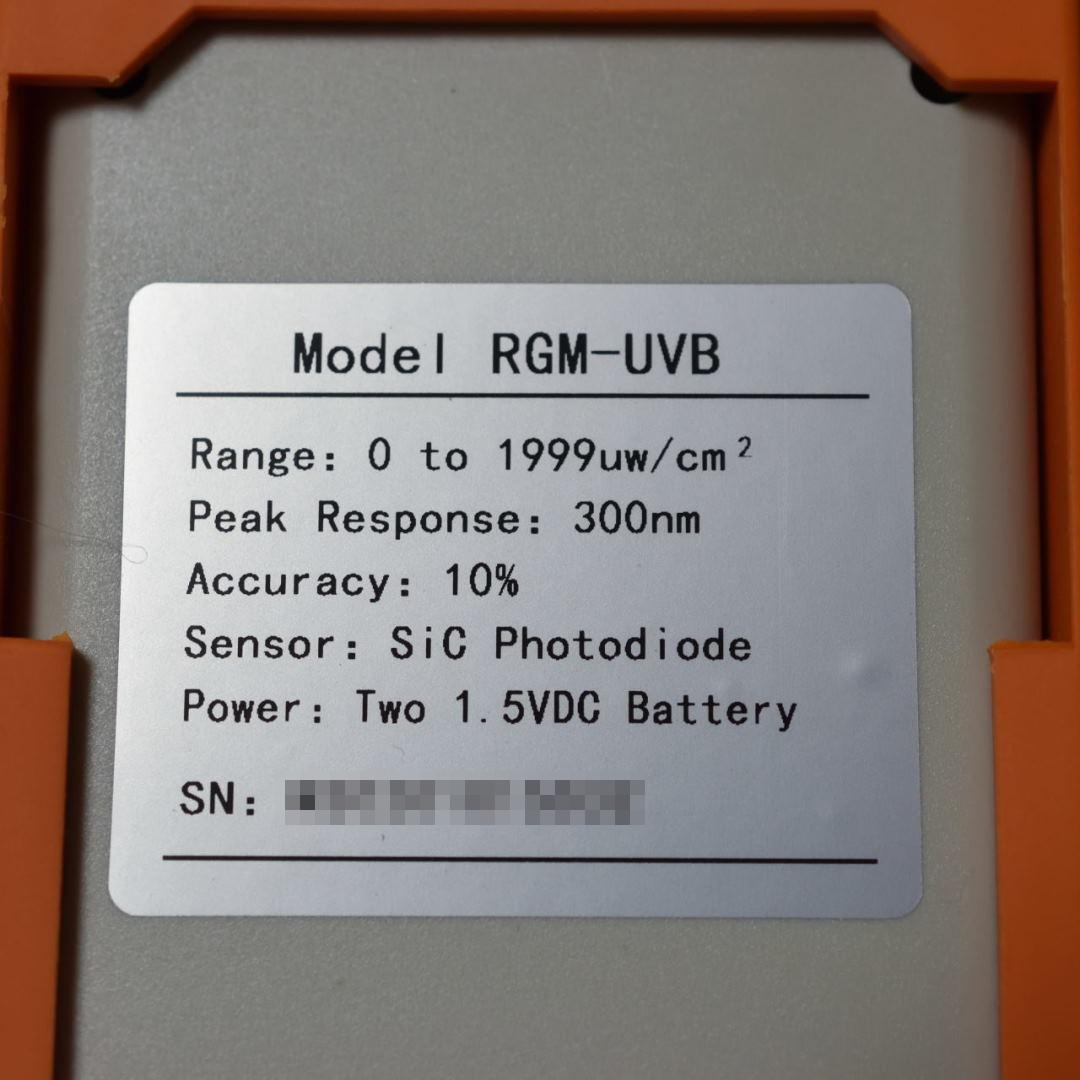 Model RGM-UVB
Range: 0 to 1999uw/cm²
Peak Response: 300nm
Accuracy: 10%
Sensor: SiC Photodiode
Power: Two 1.5VDC Battery
SN: